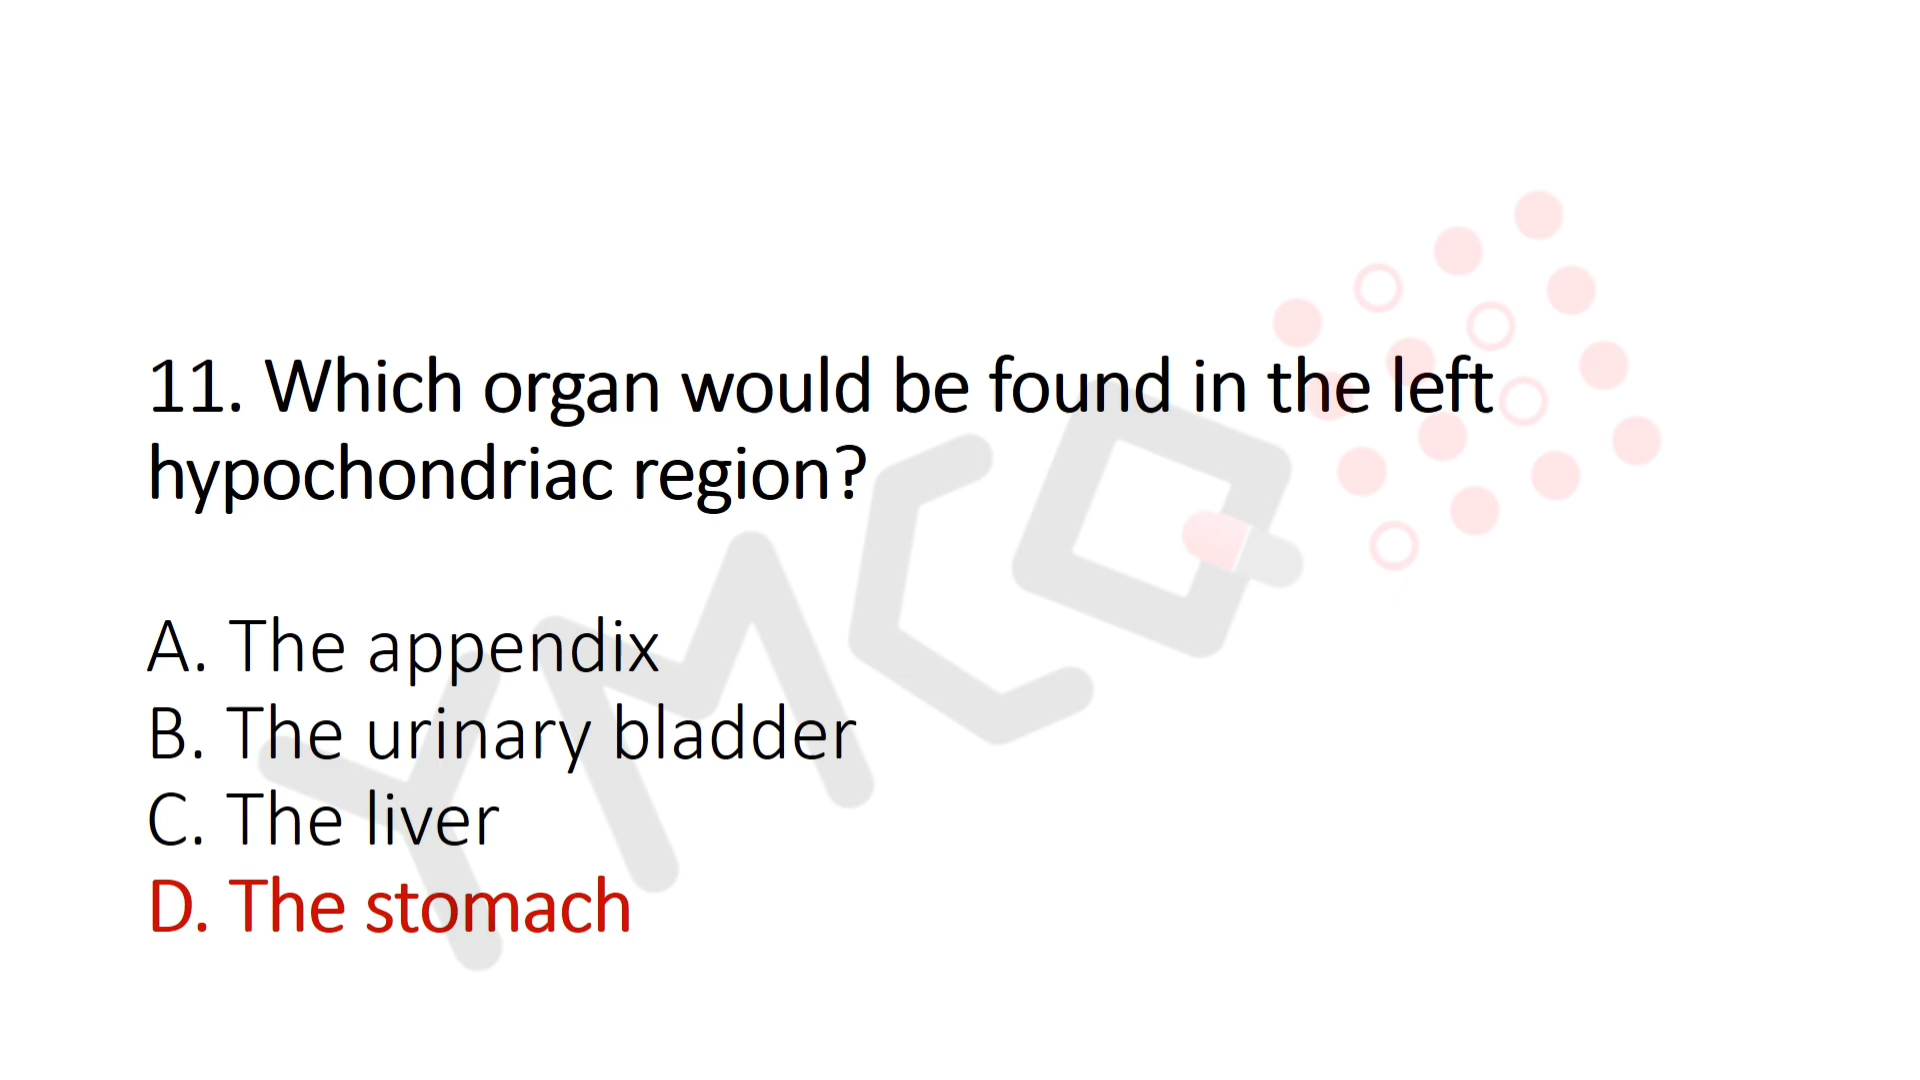 11. Which organ would be found in the left
hypochondriac region?
A. The appendix
B. The urinary bladder
C. The liver
D. The stomach
YMCQ